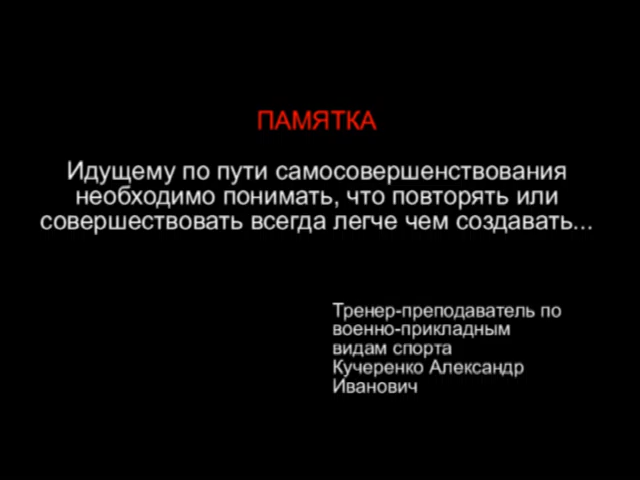 ПАМЯТКА
Идущему по пути самосовершенствования
необходимо понимать, что повторять или
совершествовать всегда легче чем создавать...
Тренер-преподаватель по
военно-прикладным
видам спорта
Кучеренко Александр
Иванович